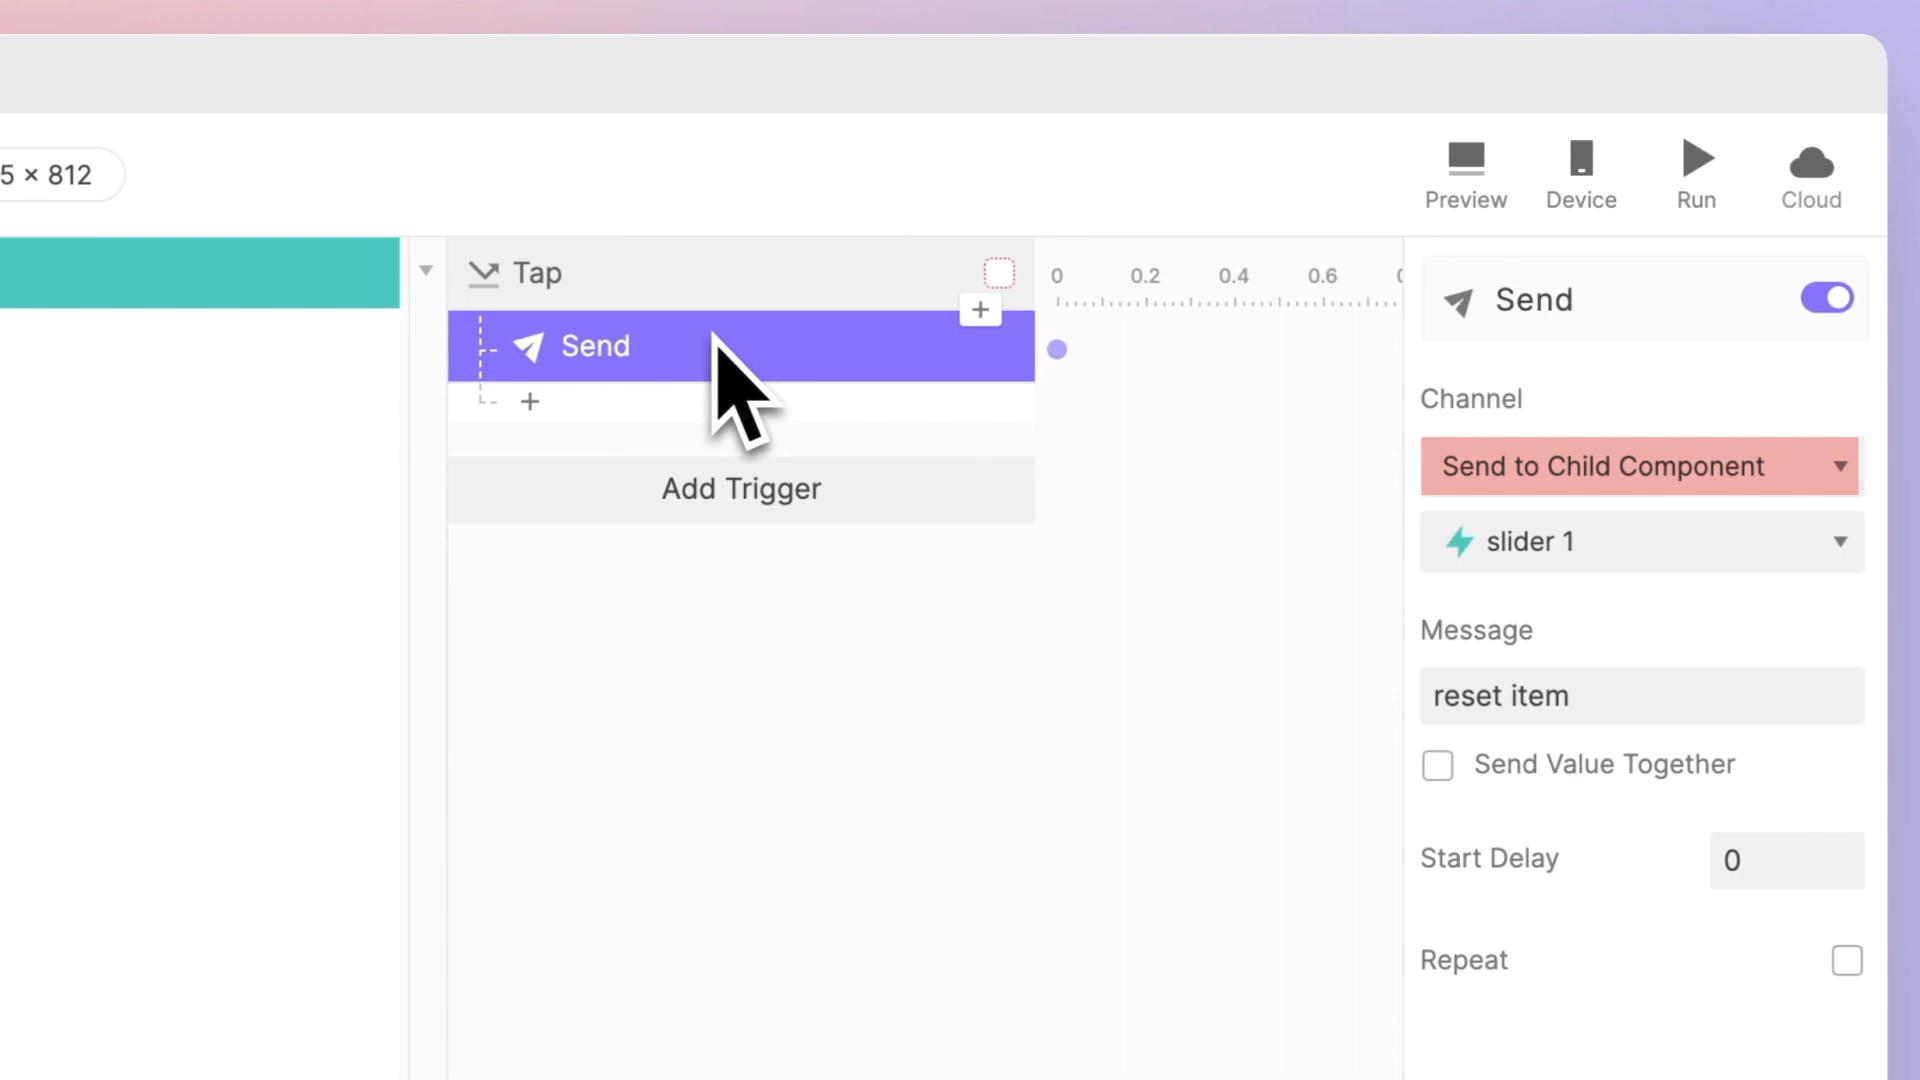 5 × 812
Preview
Device
Run
Cloud
Tap
0 0.2 0.4 0.6
Send
+
+
Add Trigger
Send
Channel
Send to Child Component
slider 1
Message
reset item
Send Value Together
Start Delay
0
Repeat